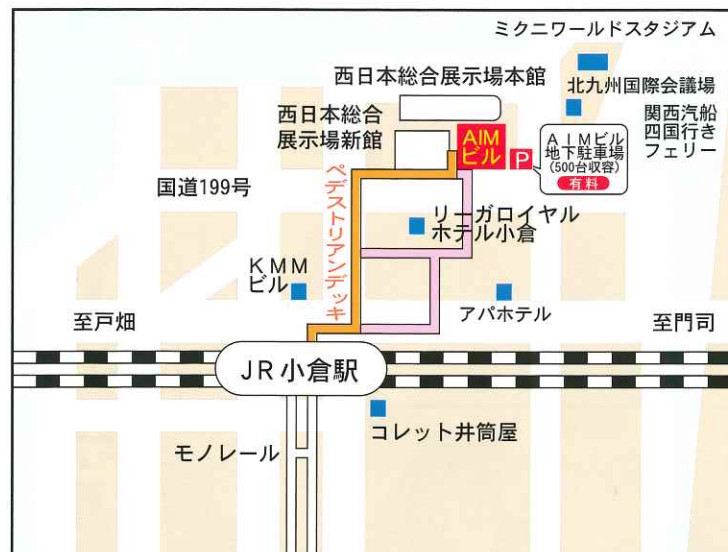 ミクニワールドスタジアム
西日本総合展示場本館
北九州国際会議場
西日本総合
展示場新館
AIM
ビル
P
AIMビル
地下駐車場
(500台収容)
有料
関西汽船
四国行き
フェリー
国道199号
ペデストリアンデッキ
リーガロイヤル
ホテル小倉
KMM
ビル
アパホテル
至戸畑
至門司
JR小倉駅
コレット井筒屋
モノレール